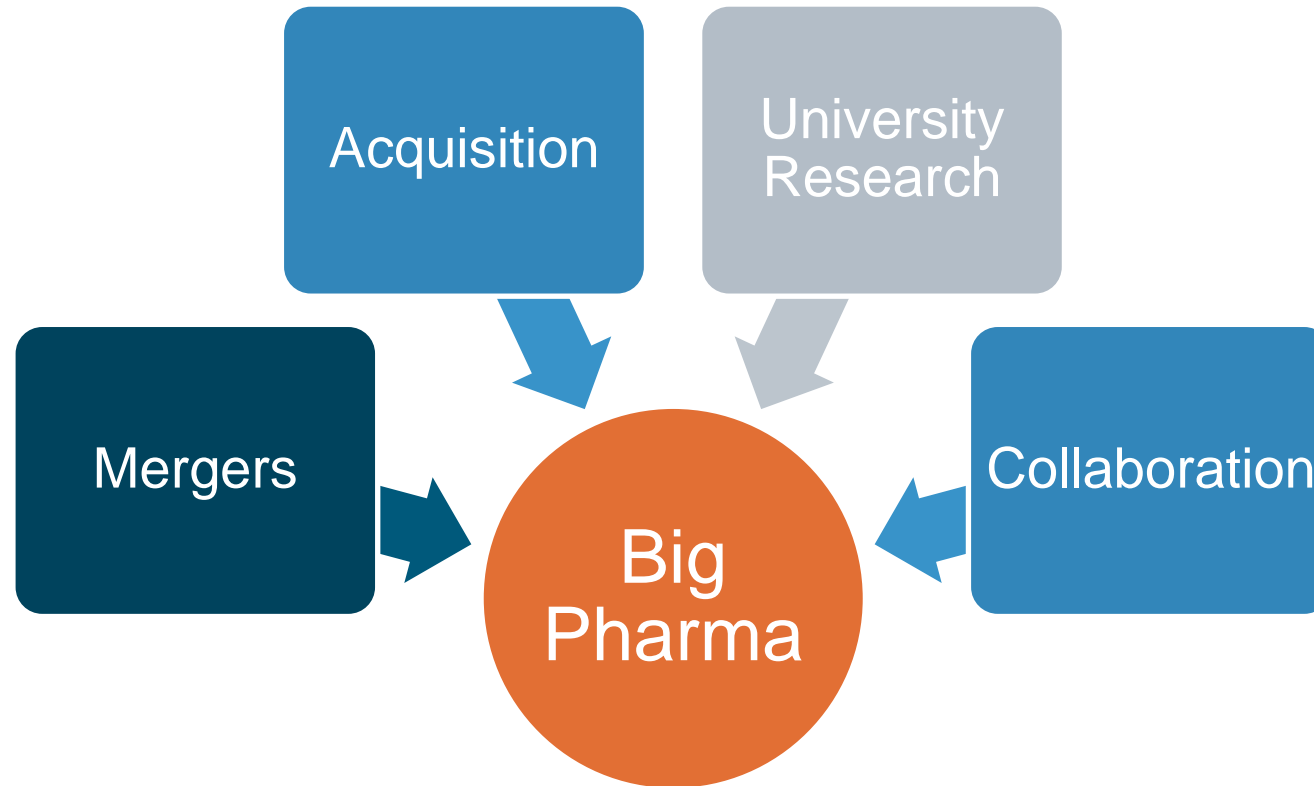 Acquisition
University
Research
Mergers
Collaboration
Big
Pharma